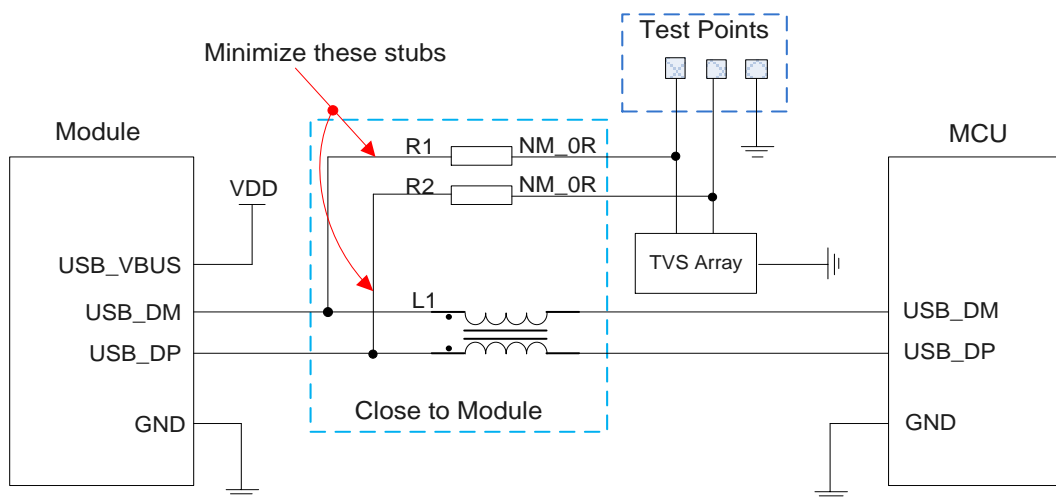 Test Points
Minimize these stubs
Module
MCU
R1
NM_0R
R2
NM_0R
VDD
TVS Array
USB_VBUS
USB_DM
L1
USB_DM
USB_DP
USB_DP
Close to Module
GND
GND